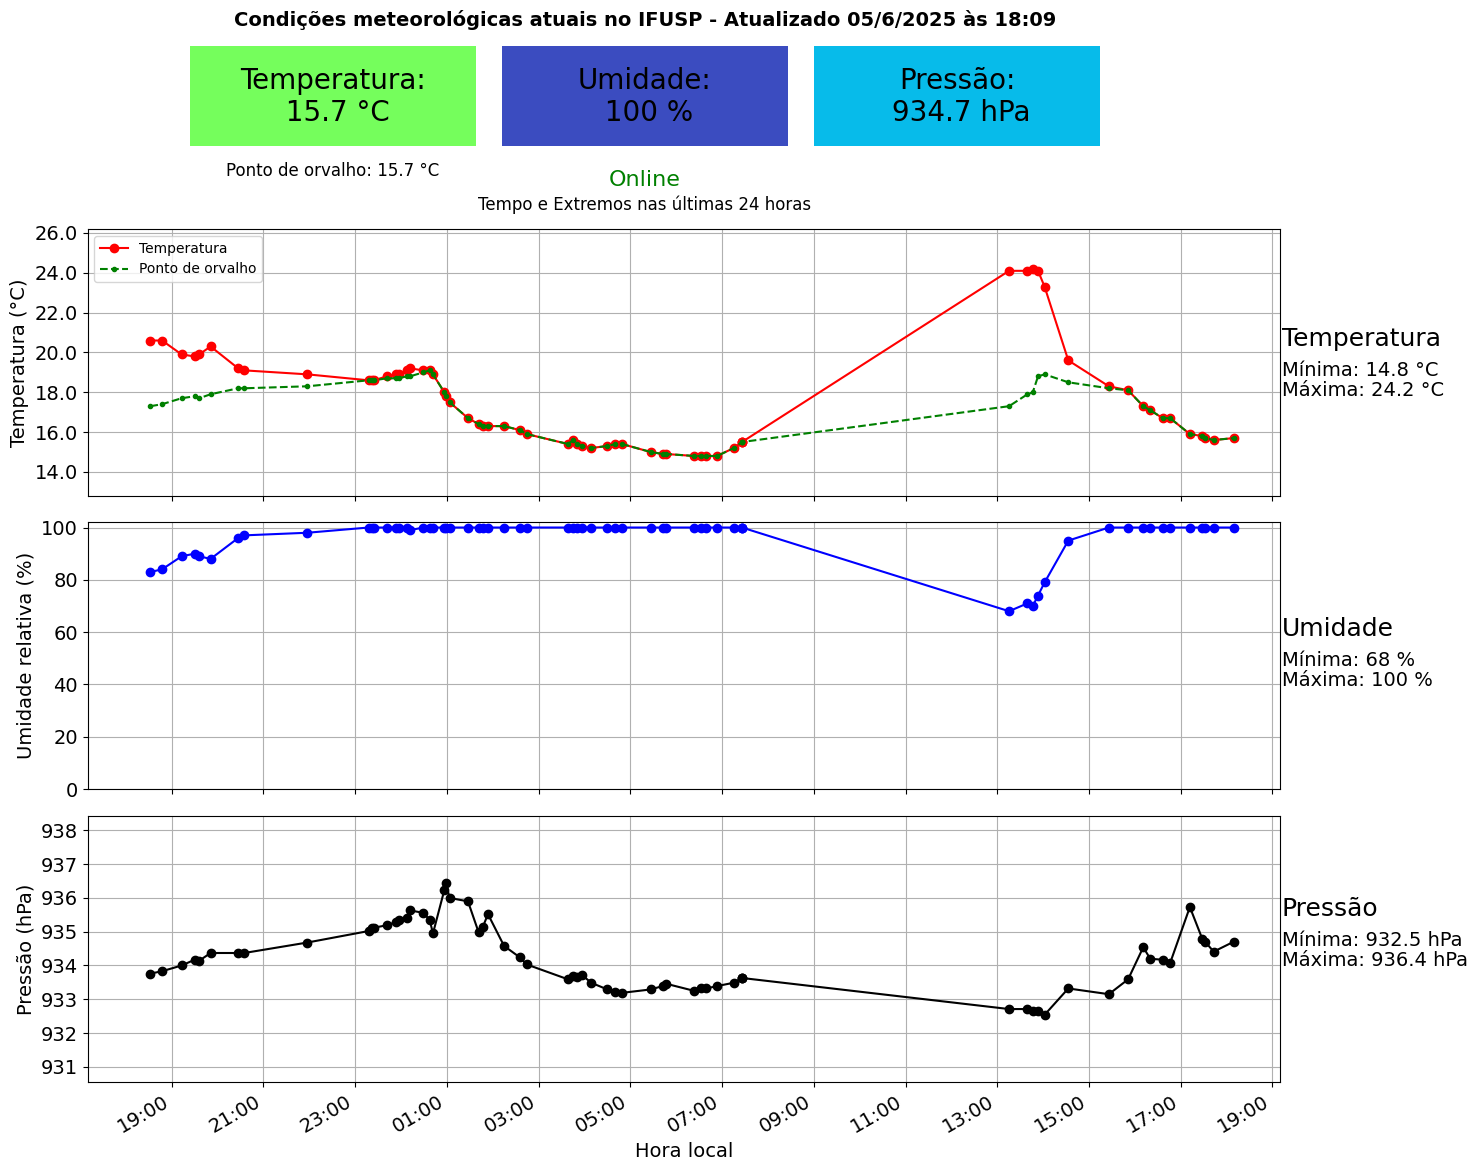 Condições meteorológicas atuais no IFUSP - Atualizado 05/6/2025 às 18:09
Temperatura:
15.7 °C
Umidade:
100 %
Pressão:
934.7 hPa
Ponto de orvalho: 15.7 °C
Online
Tempo e Extremos nas últimas 24 horas
Temperatura (°C)
26.0
24.0
22.0
20.0
18.0
16.0
14.0
Temperatura
Ponto de orvalho
Temperatura
Mínima: 14.8 °C
Máxima: 24.2 °C
Umidade relativa (%)
100
80
60
40
20
0
Umidade
Mínima: 68 %
Máxima: 100 %
Pressão (hPa)
938
937
936
935
934
933
932
931
Pressão
Mínima: 932.5 hPa
Máxima: 936.4 hPa
19:00 21:00 23:00 01:00 03:00 05:00 07:00 09:00 11:00 13:00 15:00 17:00 19:00
Hora local